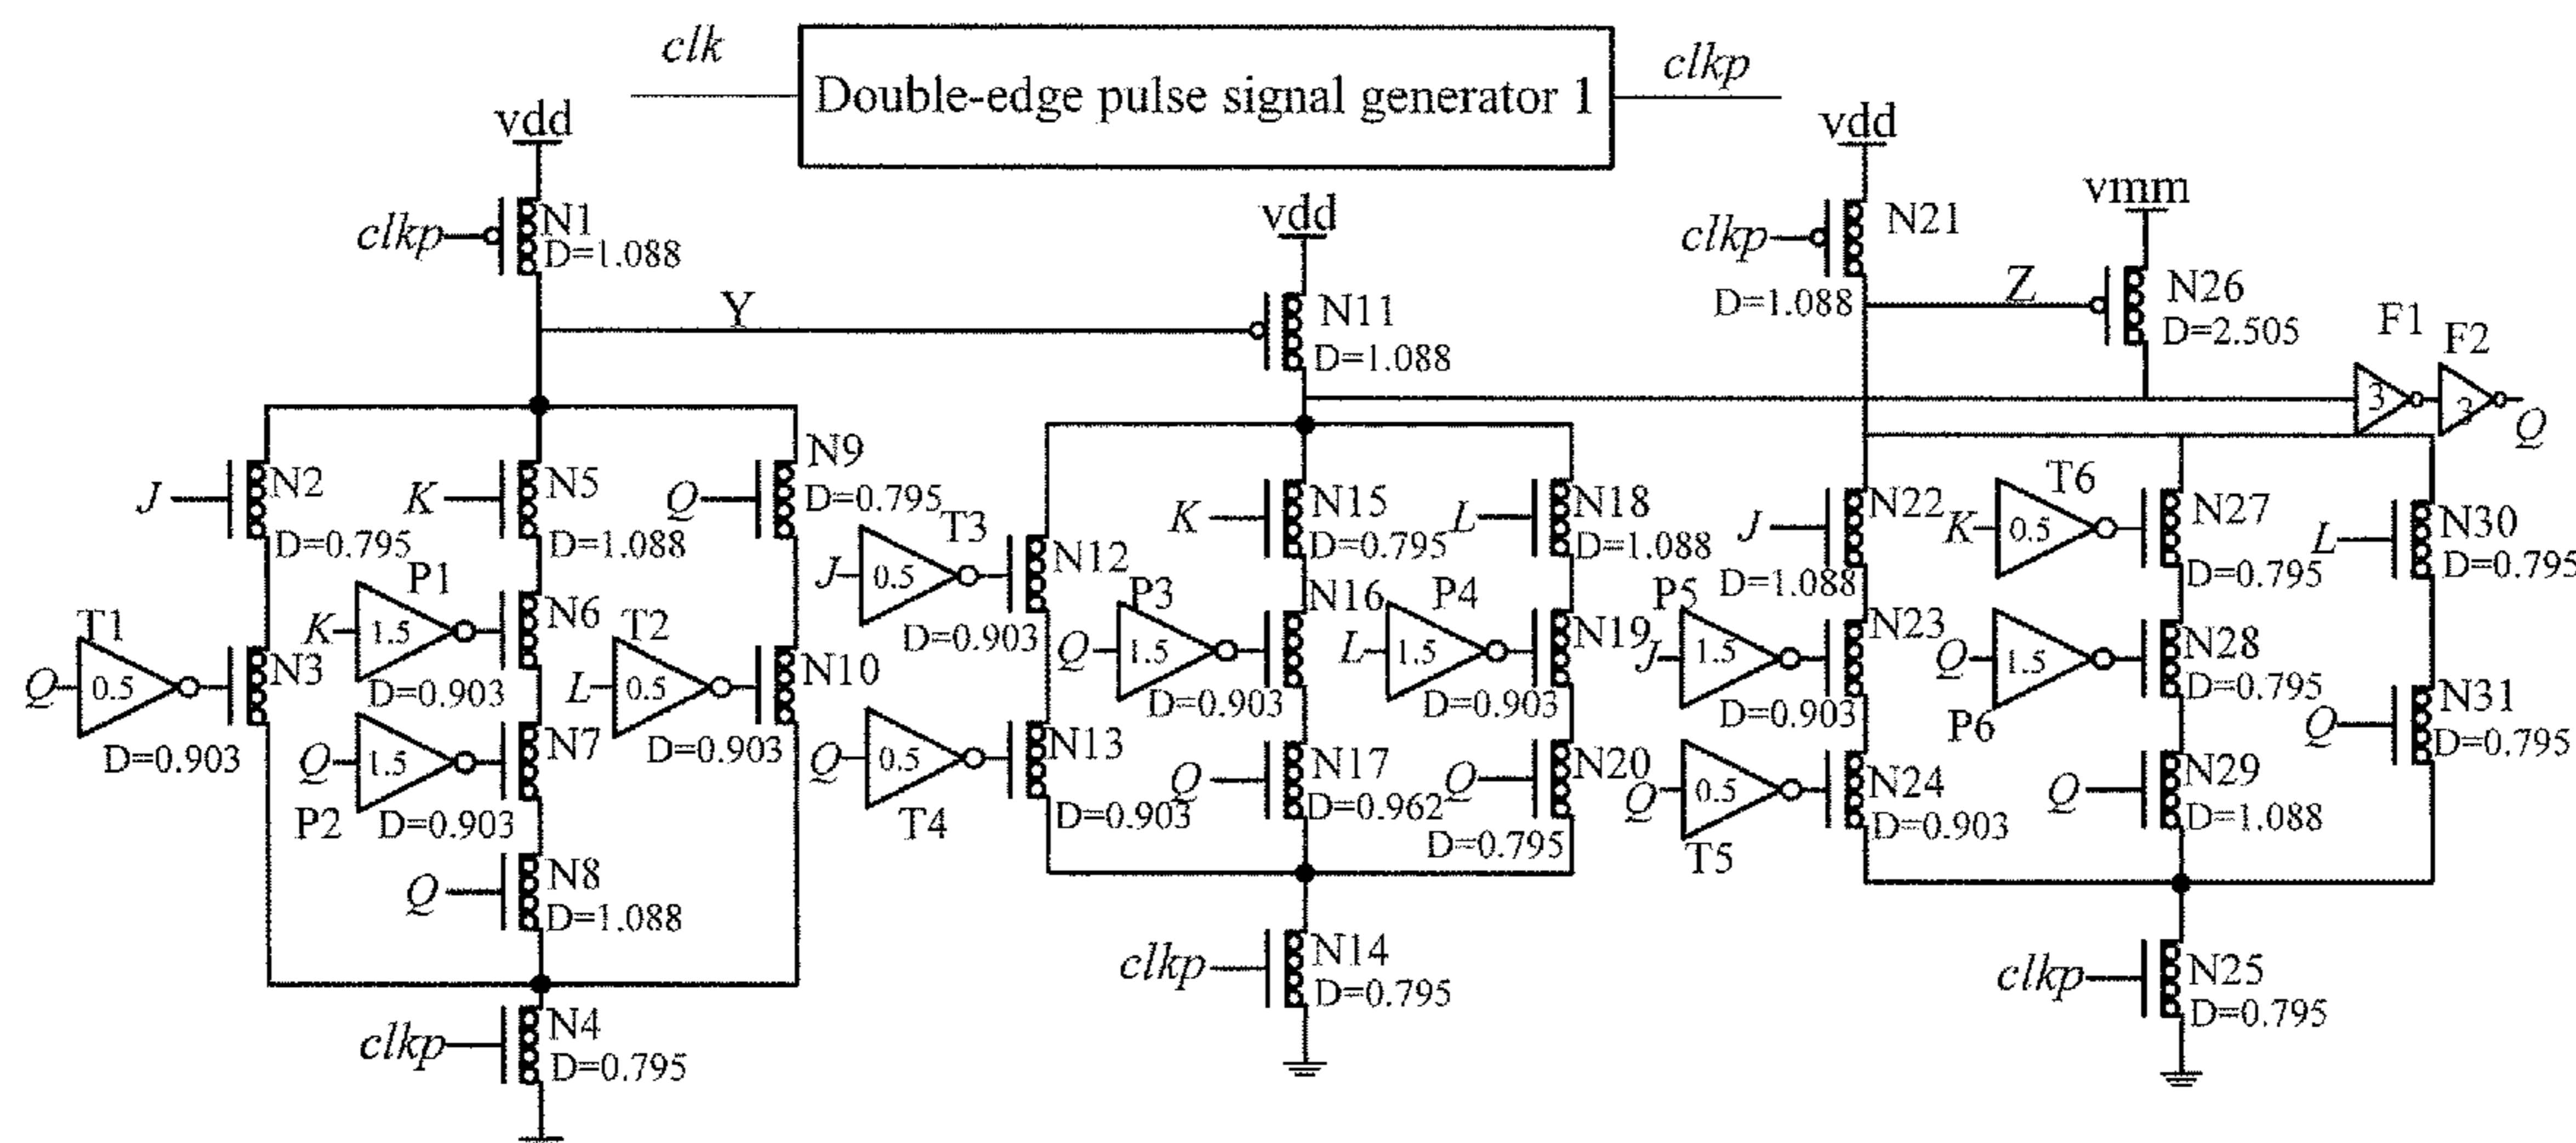 clk
Double-edge pulse signal generator 1
clkp
vdd
clkp
N1
D=1.088
Y
vdd
N11
D=1.088
vdd
clkp
N21
D=1.088
Z
vmm
N26
D=2.505
F1
F2
3
3
Q
J
N2
D=0.795
K
N5
D=1.088
Q
N9
D=0.795
T1
Q
0.5
N3
D=0.903
P1
K
1.5
N6
D=0.903
T2
L
0.5
N10
D=0.903
Q
1.5
P2
N7
D=0.903
Q
N8
D=1.088
clkp
N4
D=0.795
T3
J
0.5
N12
D=0.903
Q
0.5
T4
N13
D=0.903
K
N15
D=0.795
P3
Q
1.5
N16
D=0.903
Q
N17
D=0.962
L
N18
D=1.088
P4
L
1.5
N19
D=0.903
Q
N20
D=0.795
clkp
N14
D=0.795
J
N22
D=1.088
P5
J
1.5
N23
D=0.903
Q
0.5
T5
N24
D=0.903
T6
K
0.5
N27
D=0.795
Q
1.5
P6
N28
D=0.795
Q
N29
D=1.088
L
N30
D=0.795
Q
N31
D=0.795
clkp
N25
D=0.795